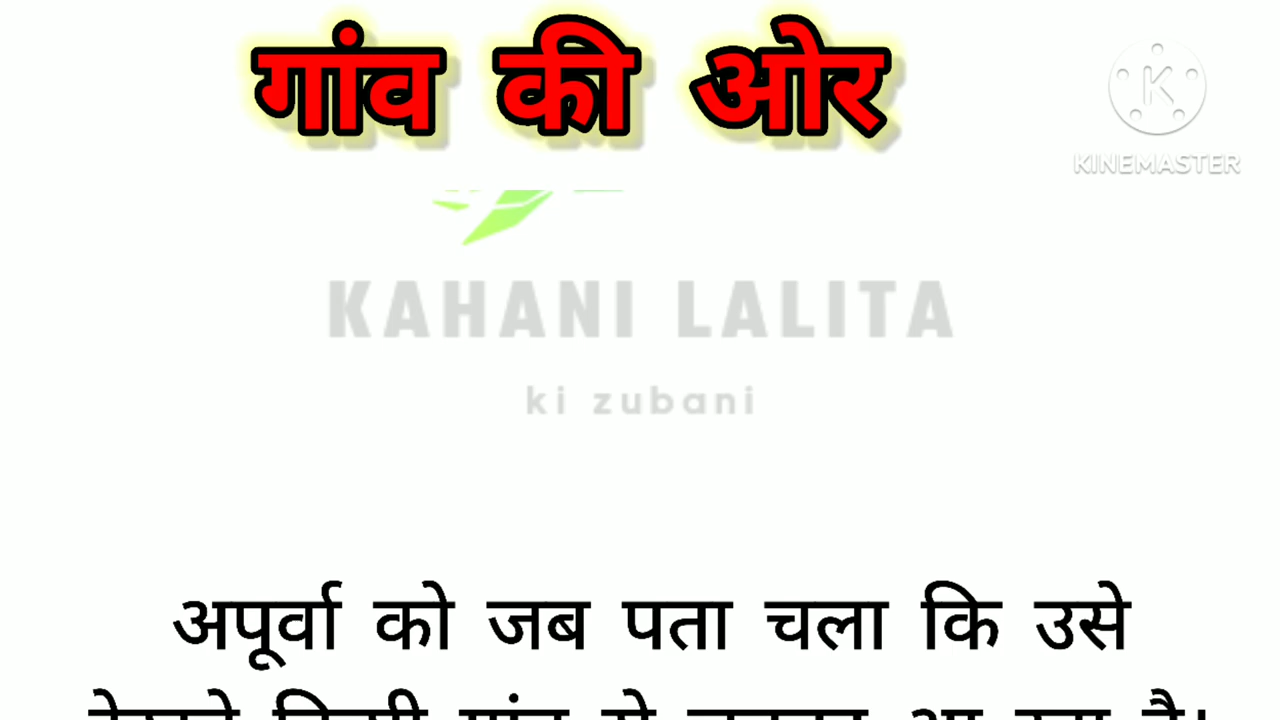 गांव की ओर
K
KINEMASTER
KAHANI LALITA
ki zubani
अपूर्वा को जब पता चला कि उसे